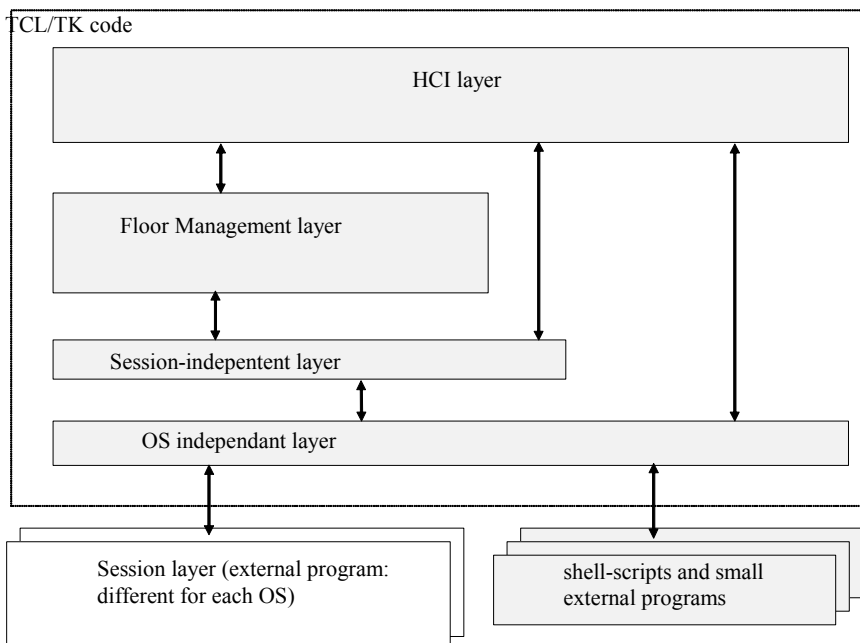 TCL/TK code
HCI layer
Floor Management layer
Session-indepentent layer
OS independant layer
Session layer (external program:
different for each OS)
shell-scripts and small
external programs